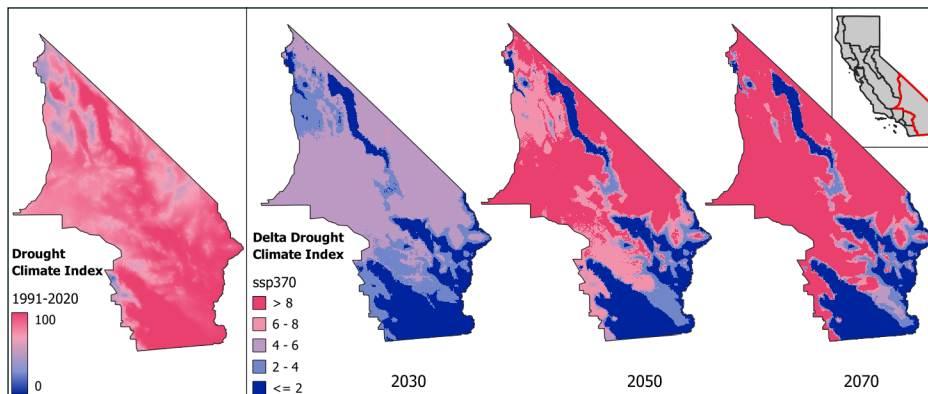 Drought
Climate Index
1991-2020
100
0
Delta Drought
Climate Index
ssp370
> 8
6 - 8
4 - 6
2 - 4
<= 2
2030
2050
2070